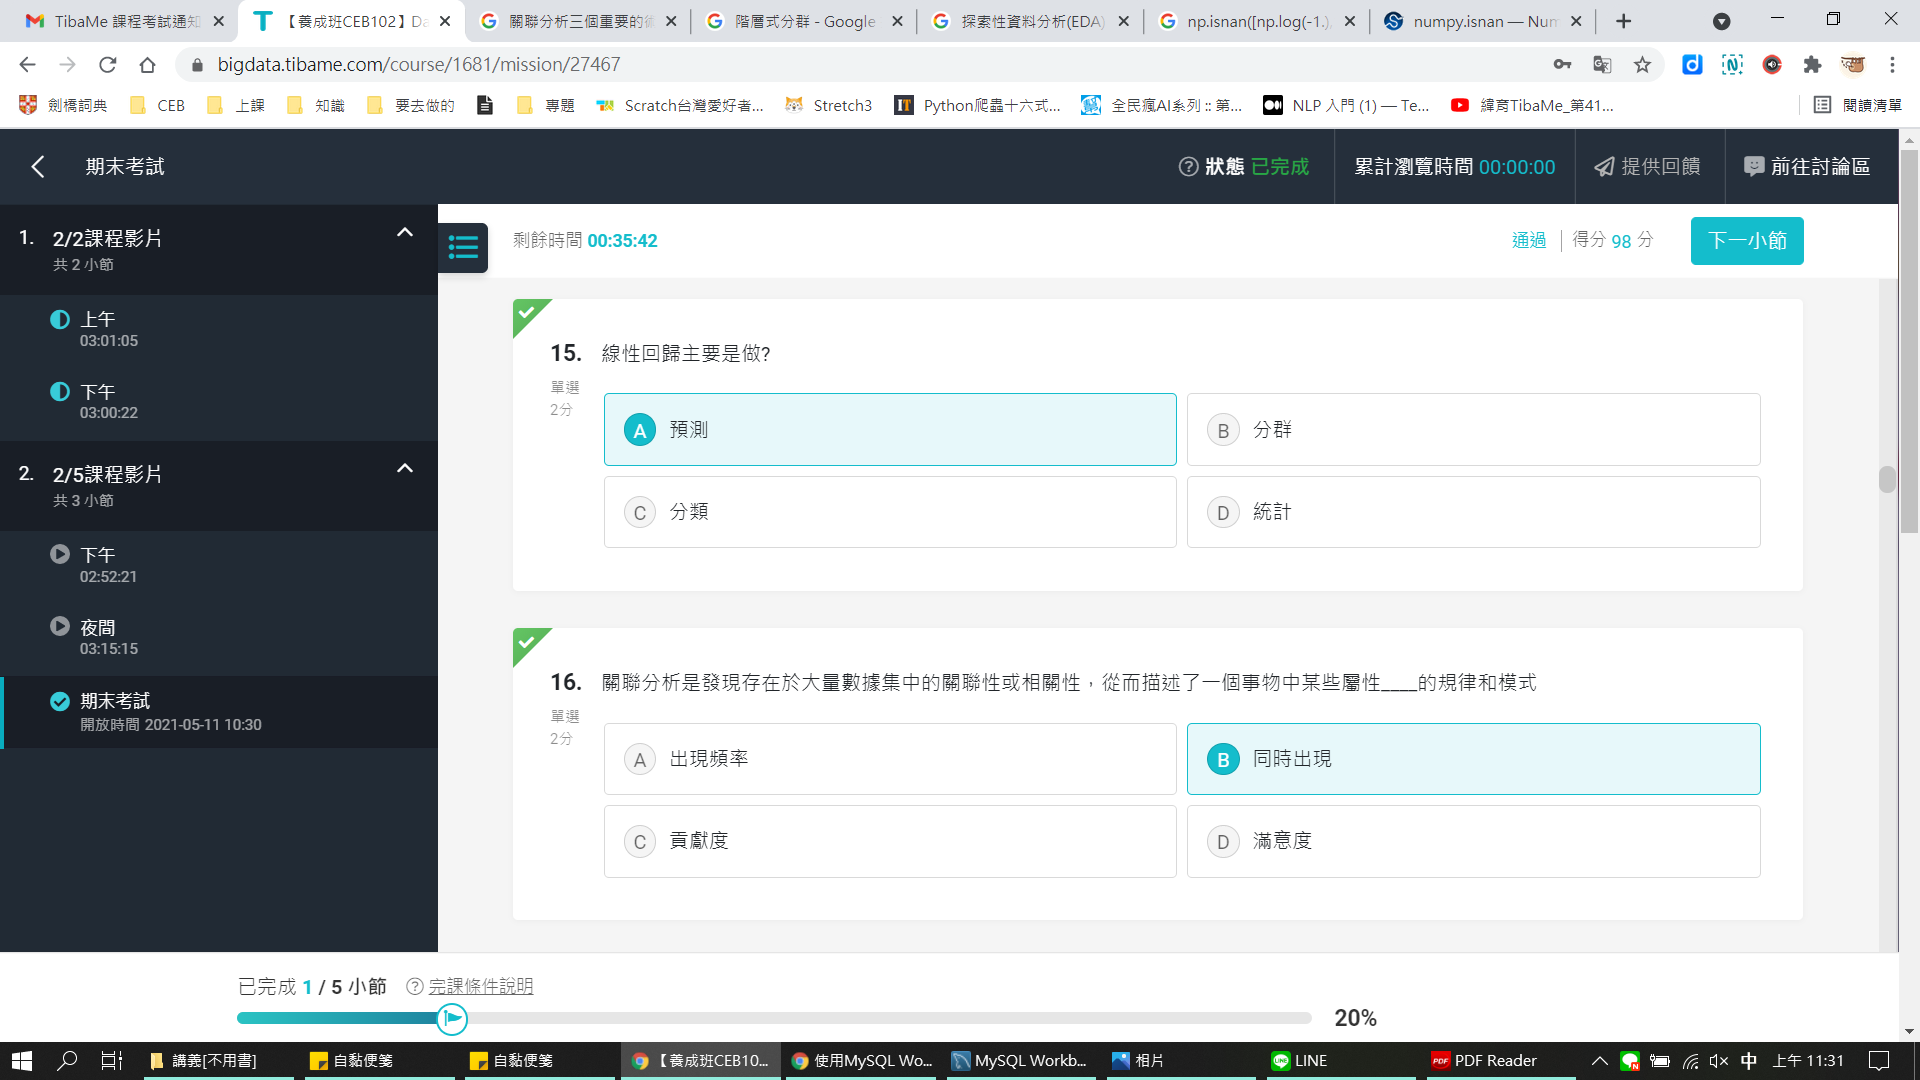 TibaMe 課程考試通知
【養成班CEB102】Da
關聯分析三個重要的衡
階層式分群 - Google
探索性資料分析(EDA)
np.isnan([np.log(-1.),
numpy.isnan — Num
bigdata.tibame.com/course/1681/mission/27467
劍橋詞典
CEB
上課
知識
要去做的
專題
Scratch台灣愛好者...
Stretch3
Python爬蟲十六式...
全民瘋AI系列 :: 第...
NLP 入門 (1) — Te...
緯育TibaMe_第41...
閱讀清單
期末考試
狀態 已完成
累計瀏覽時間 00:00:00
提供回饋
前往討論區
1. 2/2課程影片
共 2 小節
上午
03:01:05
下午
03:00:22
2. 2/5課程影片
共 3 小節
下午
02:52:21
夜間
03:15:15
期末考試
開放時間 2021-05-11 10:30
剩餘時間 00:35:42
通過
得分 98 分
下一小節
15. 線性回歸主要是做?
單選
2分
A 預測
B 分群
C 分類
D 統計
16. 關聯分析是發現存在於大量數據集中的關聯性或相關性，從而描述了一個事物中某些屬性____的規律和模式
單選
2分
A 出現頻率
B 同時出現
C 貢獻度
D 滿意度
已完成 1 / 5 小節
完課條件說明
20%
講義[不用書]
自黏便箋
自黏便箋
【養成班CEB10...
使用MySQL Wo...
MySQL Workb...
相片
LINE
PDF Reader
中
上午 11:31